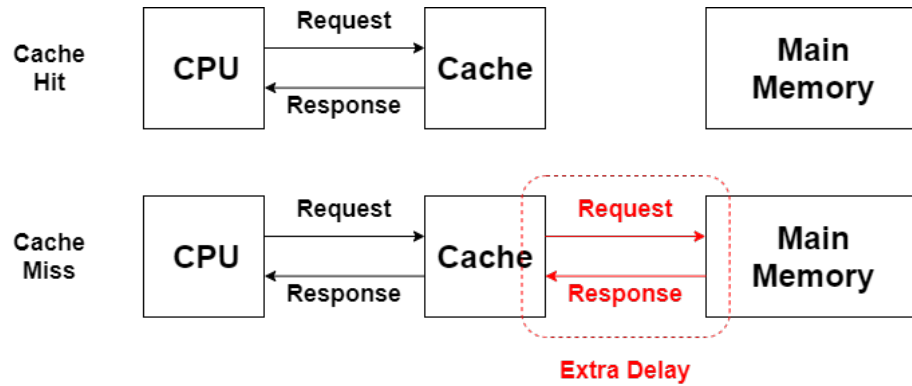 Cache
Hit
CPU
Request
Response
Cache
Main
Memory
Cache
Miss
CPU
Request
Response
Cache
Request
Response
Main
Memory
Extra Delay